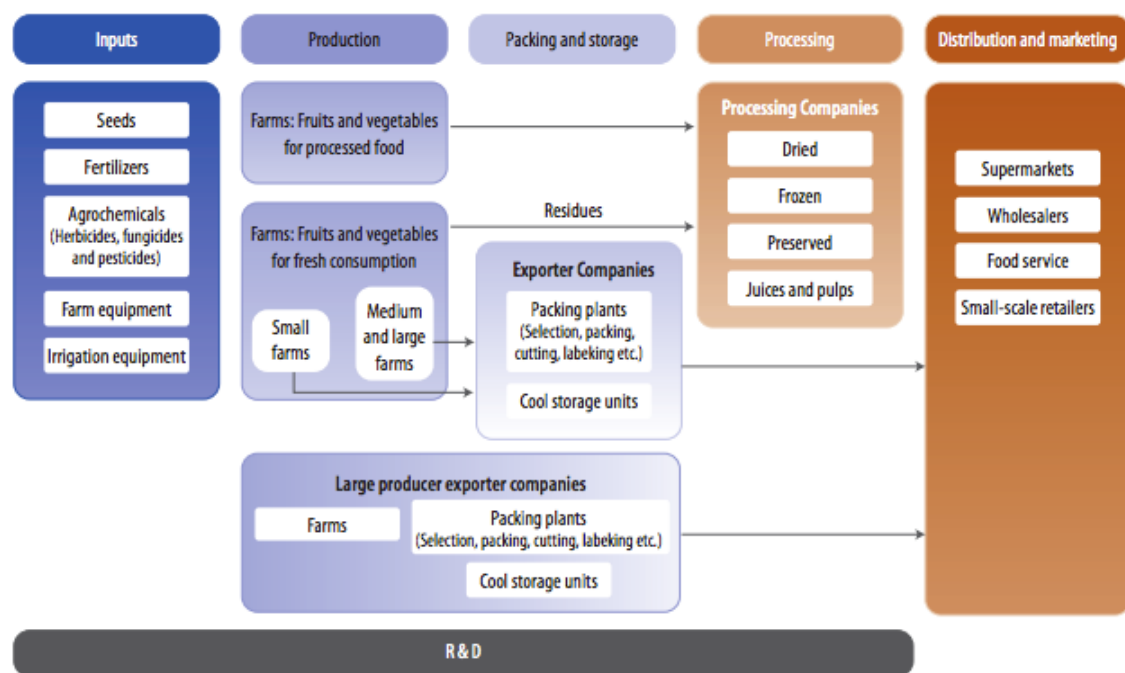 Inputs
Production
Packing and storage
Processing
Distribution and marketing
Seeds
Fertilizers
Agrochemicals
(Herbicides, fungicides
and pesticides)
Farm equipment
Irrigation equipment
Farms: Fruits and vegetables
for processed food
Farms: Fruits and vegetables
for fresh consumption
Small
farms
Medium
and large
farms
Residues
Exporter Companies
Packing plants
(Selection, packing,
cutting, labeking etc.)
Cool storage units
Processing Companies
Dried
Frozen
Preserved
Juices and pulps
Supermarkets
Wholesalers
Food service
Small-scale retailers
Large producer exporter companies
Farms
Packing plants
(Selection, packing, cutting, labeking etc.)
Cool storage units
R & D